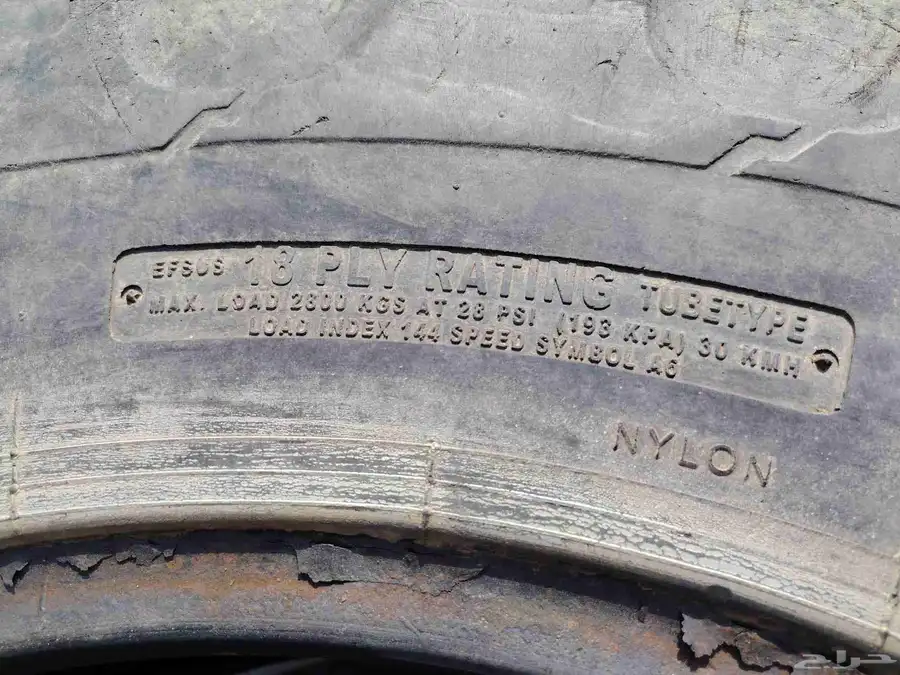 EFSUS 18 PLY RATING TUBETYPE
MAX. LOAD 2800 KGS AT 28 PSI (193 KPA) 30 KMH
LOAD INDEX 144 SPEED SYMBOL A6
NYLON
حراج